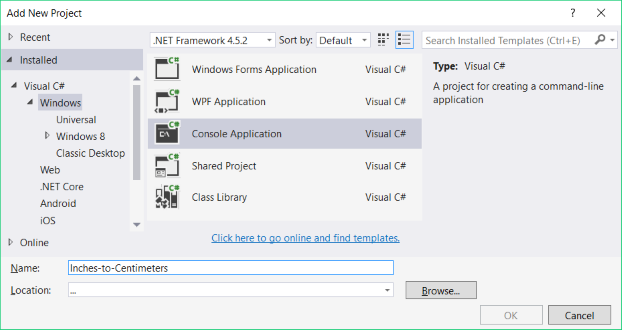 Add New Project ? ×
Recent
.NET Framework 4.5.2 Sort by: Default
Search Installed Templates (Ctrl+E)
Installed
Visual C#
Windows
Universal
Windows 8
Classic Desktop
Web
.NET Core
Android
iOS
Online
C# Windows Forms Application Visual C#
WPF Application Visual C#
C# Console Application Visual C#
C# Shared Project Visual C#
C# Class Library Visual C#
Type: Visual C#
A project for creating a command-line
application
Click here to go online and find templates.
Name: Inches-to-Centimeters
Location: ... Browse...
OK Cancel